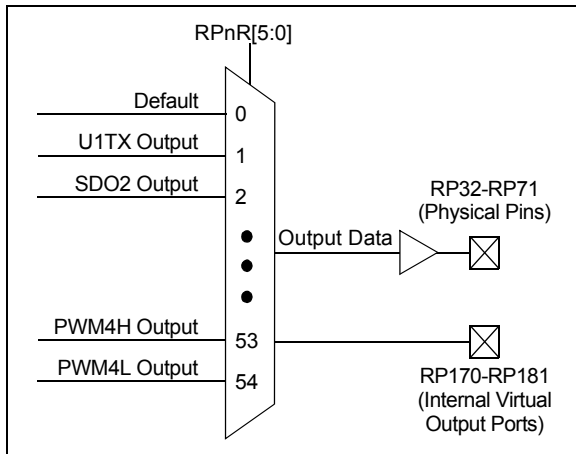 RPnR[5:0]
Default
0
U1TX Output
1
SDO2 Output
2
RP32-RP71
(Physical Pins)
Output Data
PWM4H Output
53
PWM4L Output
54
RP170-RP181
(Internal Virtual
Output Ports)